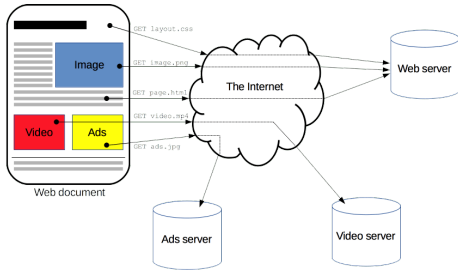 GET layout.css
Image
GET image.png
The Internet
Web server
GET page.html
Video
Ads
GET video.mp4
GET ads.jpg
Web document
Ads server
Video server